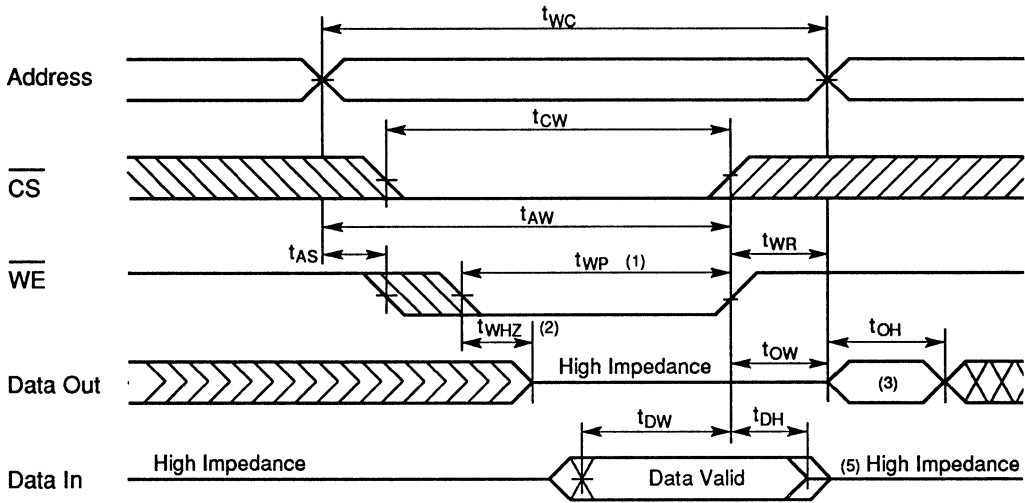 tWC
Address
tCW
CS
tAW
tAS
tWR
WE
tWP (1)
tWHZ (2)
tOH
High Impedance
tOW
Data Out
(3)
tDW
tDH
High Impedance
Data In
Data Valid
(5) High Impedance